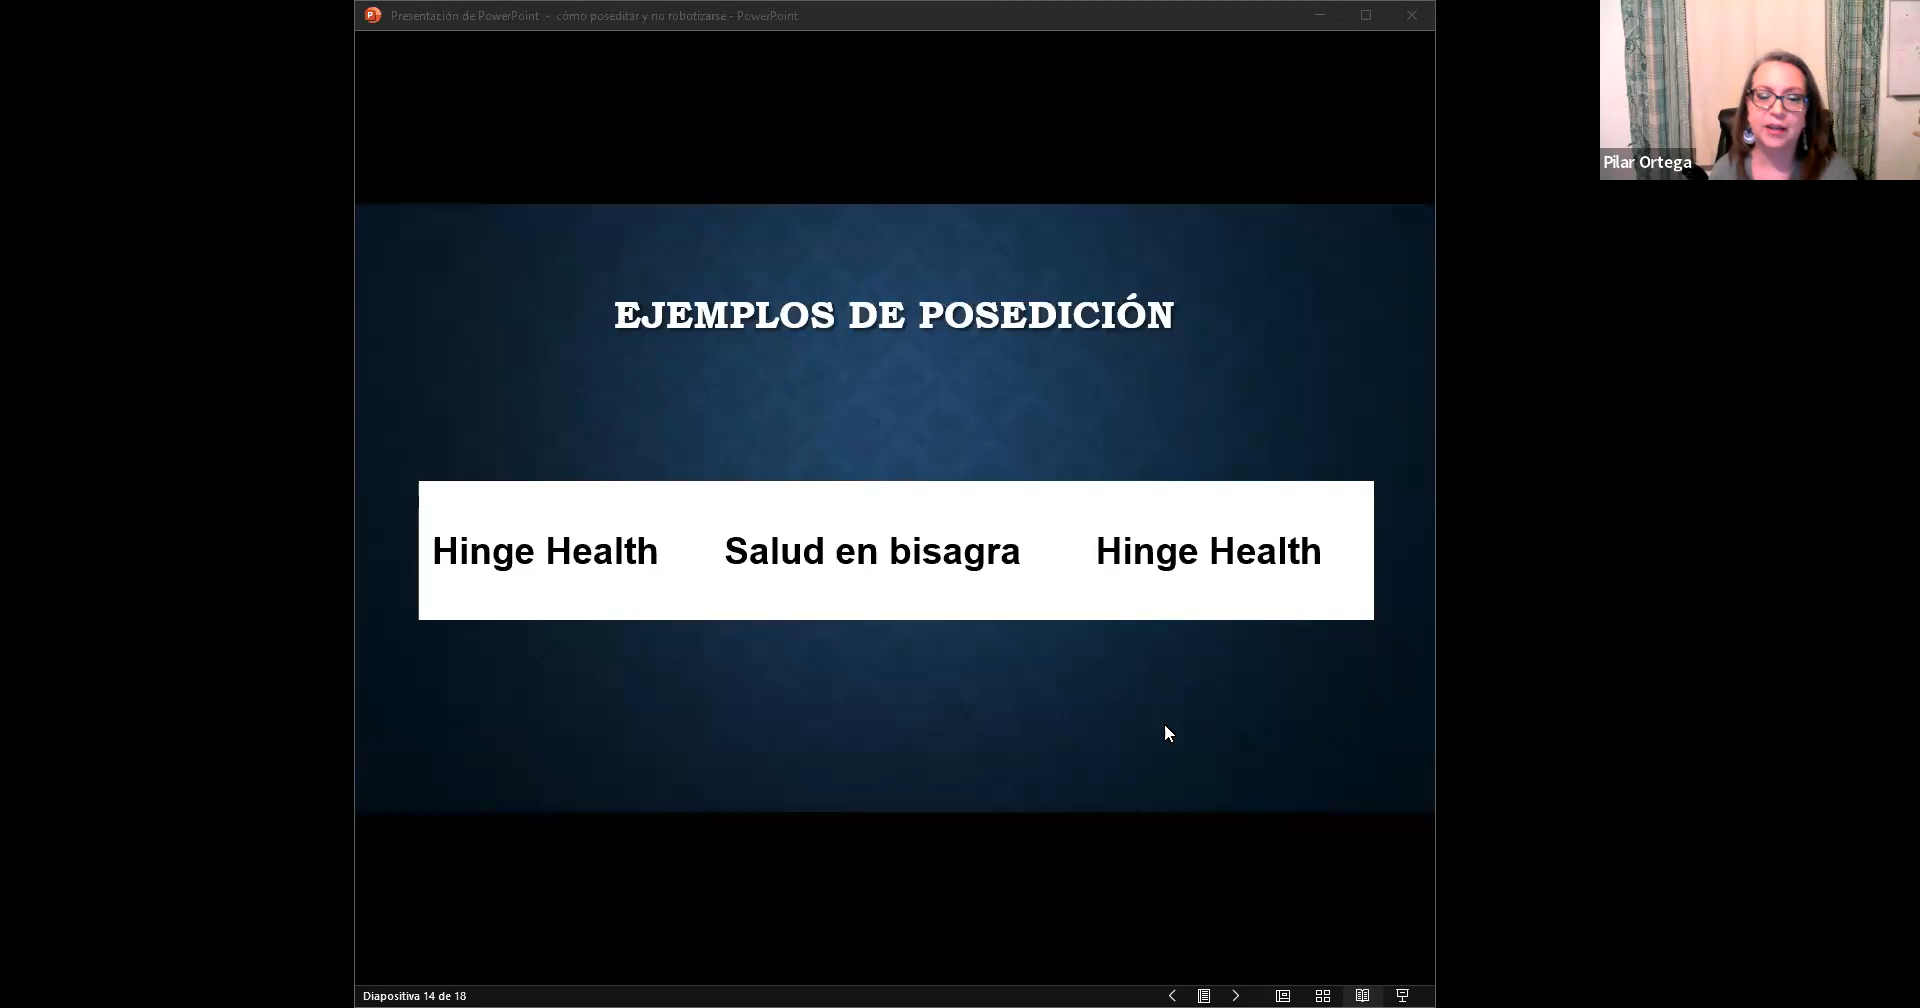 Presentación de PowerPoint - cómo poseditar y no robotizarse - PowerPoint
Pilar Ortega
EJEMPLOS DE POSEDICIÓN
Hinge Health Salud en bisagra Hinge Health
Diapositiva 14 de 18